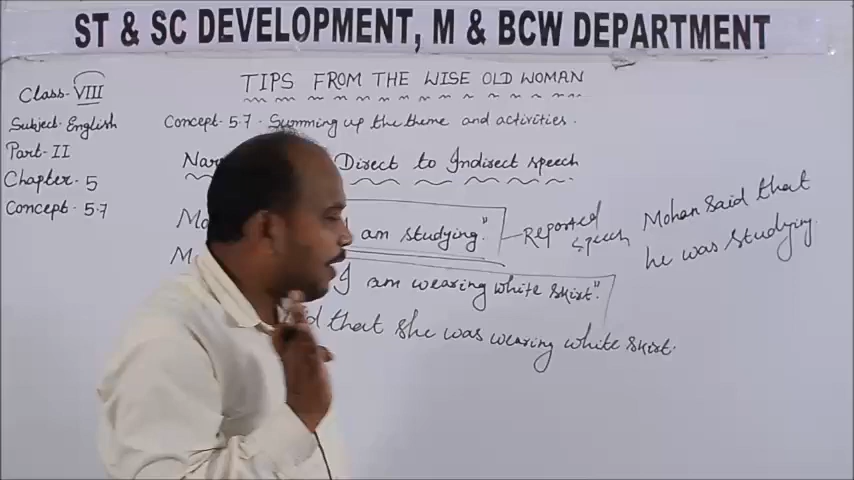 ST & SC DEVELOPMENT, M & BCW DEPARTMENT
Class- VIII
Subject- English
Part- II
Chapter- 5
Concept- 5.7
TIPS FROM THE WISE OLD WOMAN
Concept- 5.7 Summing up the theme and activities.
Direct to Indirect speech
I am studying."
Reported speech
Mohan said that
he was studying.
I am wearing white skirt".
that she was wearing white skirt.